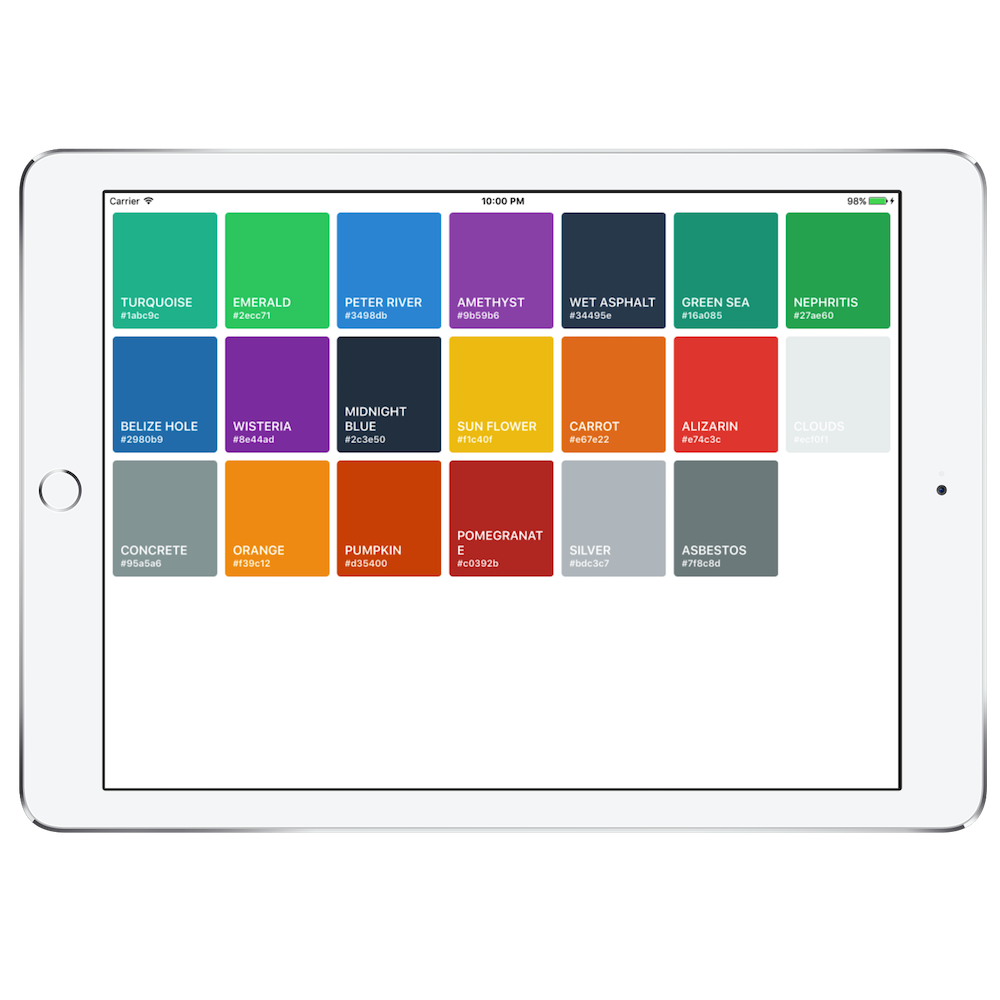 Carrier 10:00 PM 98%
TURQUOISE
#1abc9c
EMERALD
#2ecc71
PETER RIVER
#3498db
AMETHYST
#9b59b6
WET ASPHALT
#34495e
GREEN SEA
#16a085
NEPHRITIS
#27ae60
BELIZE HOLE
#2980b9
WISTERIA
#8e44ad
MIDNIGHT
BLUE
#2c3e50
SUN FLOWER
#f1c40f
CARROT
#e67e22
ALIZARIN
#e74c3c
CLOUDS
#ecf0f1
CONCRETE
#95a5a6
ORANGE
#f39c12
PUMPKIN
#d35400
POMEGRANAT
E
#c0392b
SILVER
#bdc3c7
ASBESTOS
#7f8c8d